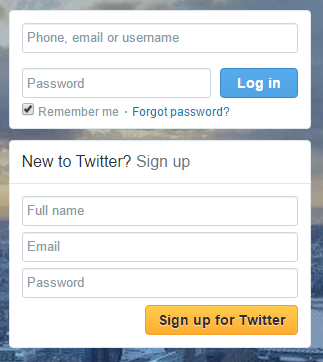 Phone, email or username
Password
Log in
Remember me · Forgot password?
New to Twitter? Sign up
Full name
Email
Password
Sign up for Twitter